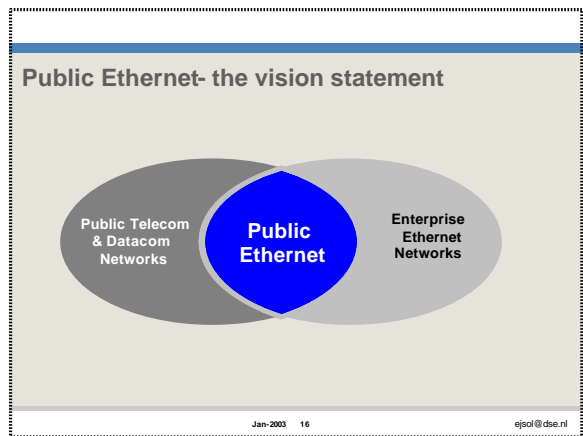 Public Ethernet- the vision statement
Public Telecom
& Datacom
Networks
Public
Ethernet
Enterprise
Ethernet
Networks
Jan-2003 16
ejsol@dse.nl